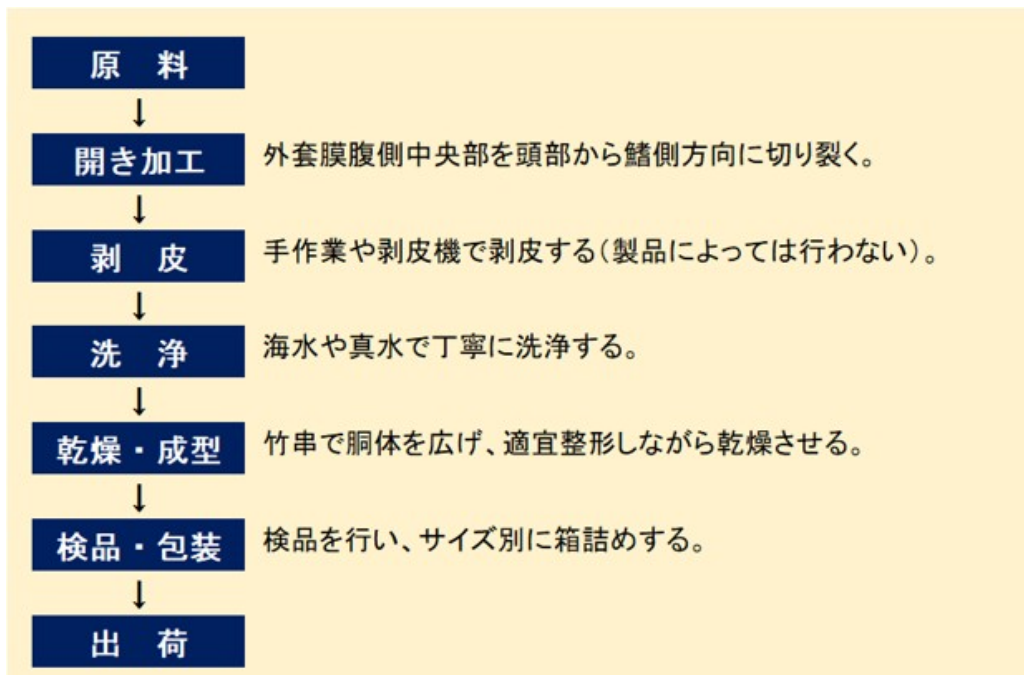 原　料
↓
開き加工　外套膜腹側中央部を頭部から鰭側方向に切り裂く。
↓
剥　皮　手作業や剥皮機で剥皮する（製品によっては行わない）。
↓
洗　浄　海水や真水で丁寧に洗浄する。
↓
乾燥・成型　竹串で胴体を広げ、適宜整形しながら乾燥させる。
↓
検品・包装　検品を行い、サイズ別に箱詰めする。
↓
出　荷